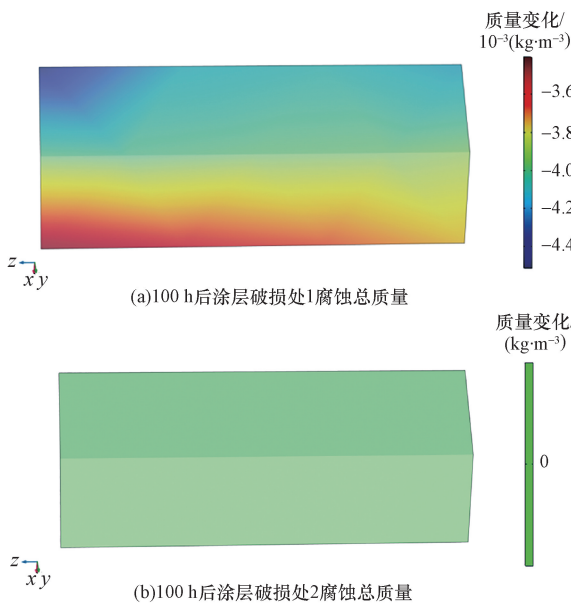 质量变化/
10⁻³(kg·m⁻³)
−3.6
−3.8
−4.0
−4.2
−4.4
z
x y
(a)100 h后涂层破损处1腐蚀总质量
质量变化
(kg·m⁻³)
0
z
x y
(b)100 h后涂层破损处2腐蚀总质量